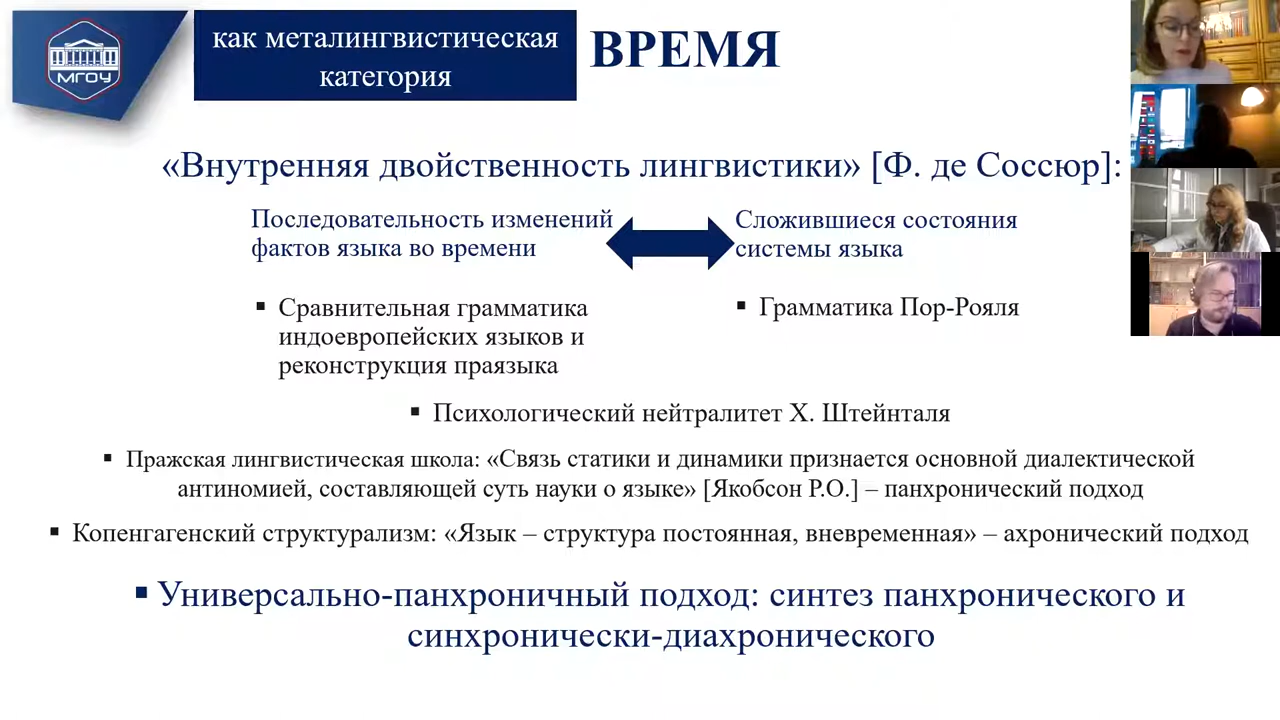 МГОУ
как металингвистическая
категория
ВРЕМЯ
«Внутренняя двойственность лингвистики» [Ф. де Соссюр]:
Последовательность изменений
фактов языка во времени
Сложившиеся состояния
системы языка
▪ Сравнительная грамматика
индоевропейских языков и
реконструкция праязыка
▪ Грамматика Пор-Рояля
▪ Психологический нейтралитет Х. Штейнталя
▪ Пражская лингвистическая школа: «Связь статики и динамики признается основной диалектической
антиномией, составляющей суть науки о языке» [Якобсон Р.О.] – панхронический подход
▪ Копенгагенский структурализм: «Язык – структура постоянная, вневременная» – ахронический подход
▪ Универсально-панхроничный подход: синтез панхронического и
синхронически-диахронического